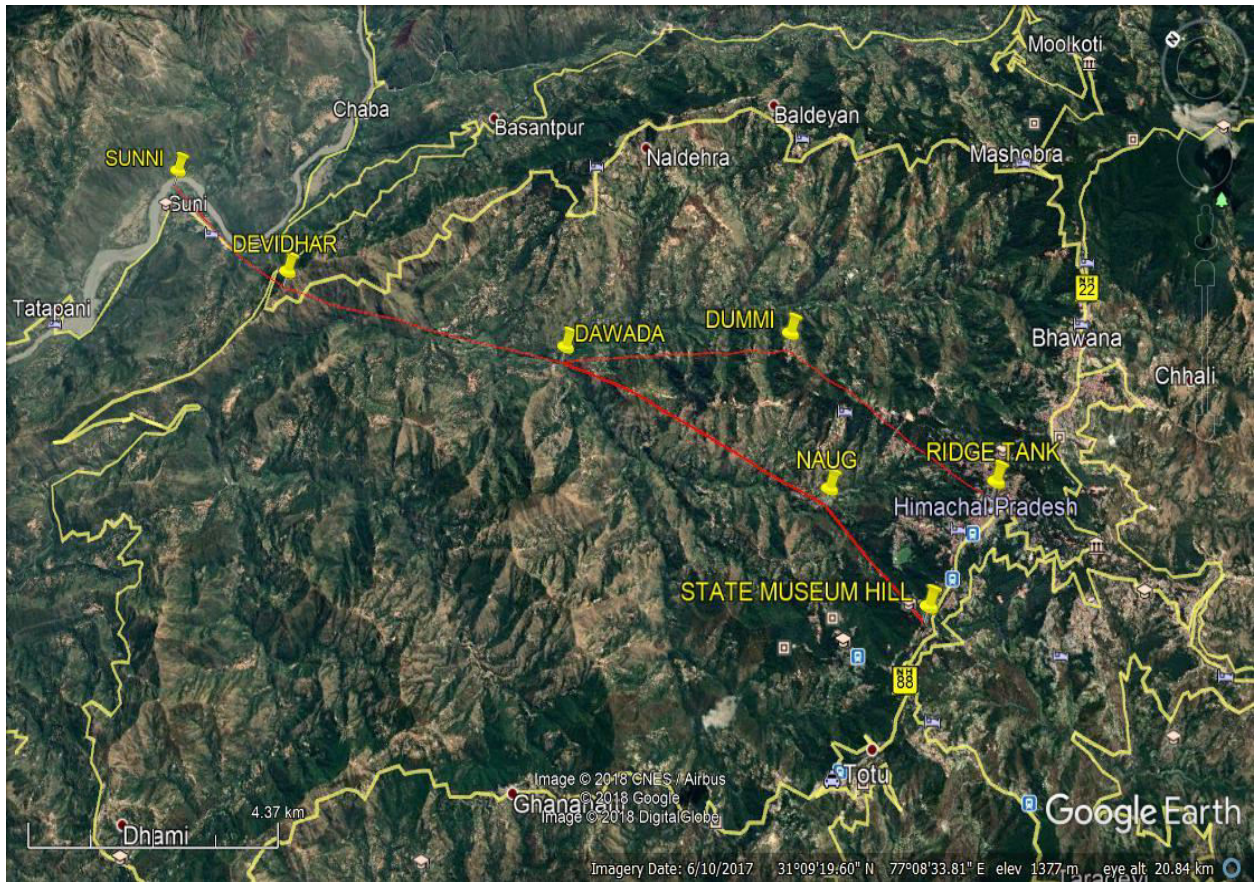 Moolkoti
N
Chaba
Basantpur
Baldeyan
SUNNI
Naldehra
Mashobra
Suni
DEVIDHAR
NH
22
Tatapani
DAWADA
DUMMI
Bhawana
Chhali
NAUG
RIDGE TANK
Himachal Pradesh
STATE MUSEUM HILL
NH
88
Totu
Image © 2018 CNES / Airbus
© 2018 Google
Image © 2018 DigitalGlobe
4.37 km
Google Earth
Dhami
Imagery Date: 6/10/2017 31°09'19.60" N 77°08'33.81" E elev 1377 m eye alt 20.84 km